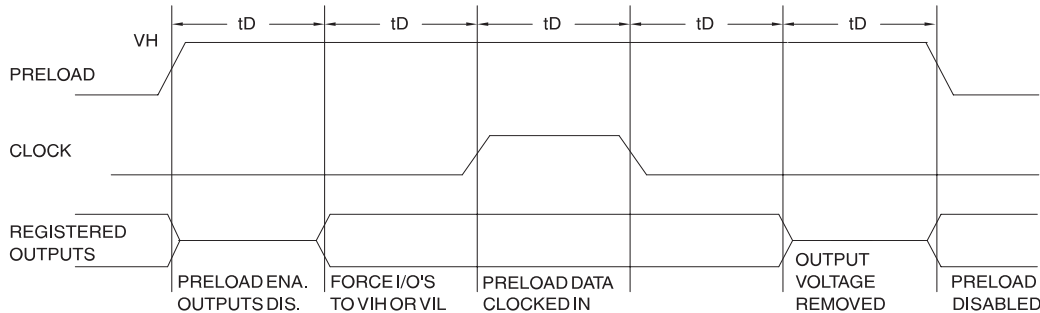 tD tD tD tD tD
VH
PRELOAD
CLOCK
REGISTERED
OUTPUTS
PRELOAD ENA.
OUTPUTS DIS.
FORCE I/O'S
TO VIH OR VIL
PRELOAD DATA
CLOCKED IN
OUTPUT
VOLTAGE
REMOVED
PRELOAD
DISABLED